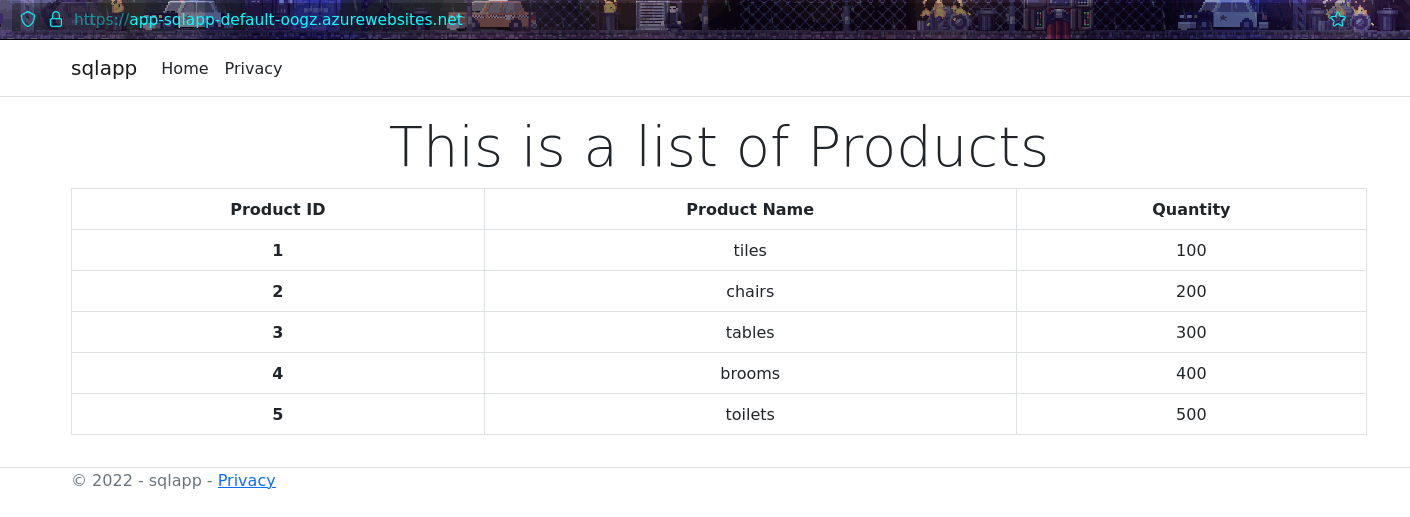 https://app-sqlapp-default-oogz.azurewebsites.net
sqlapp Home Privacy
This is a list of Products
Product ID Product Name Quantity
1 tiles 100
2 chairs 200
3 tables 300
4 brooms 400
5 toilets 500
© 2022 - sqlapp - Privacy